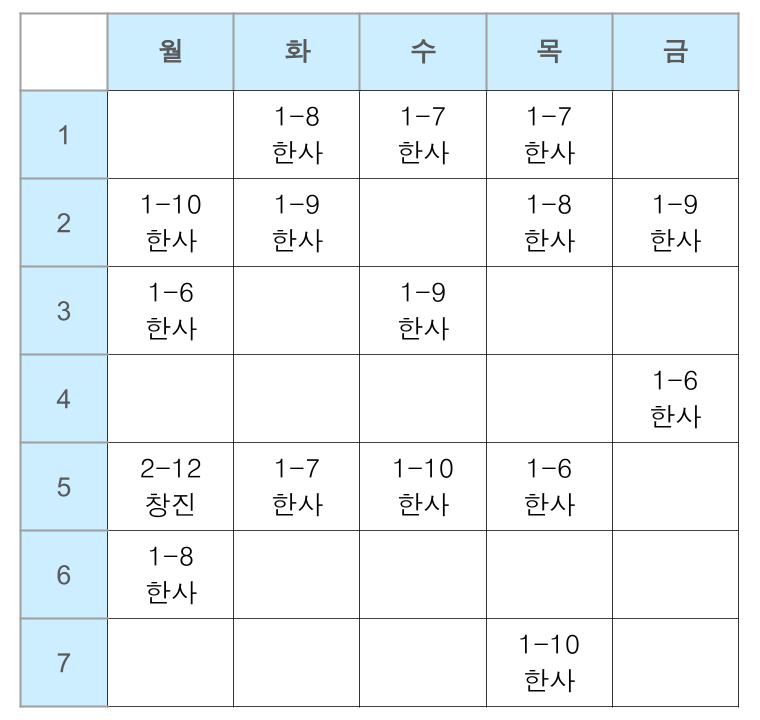 월 화 수 목 금
1
1-8 1-7 1-7
한사 한사 한사
2
1-10 1-9 1-8 1-9
한사 한사 한사 한사
3
1-6 1-9
한사 한사
4
1-6
한사
5
2-12 1-7 1-10 1-6
창진 한사 한사 한사
6
1-8
한사
7
1-10
한사